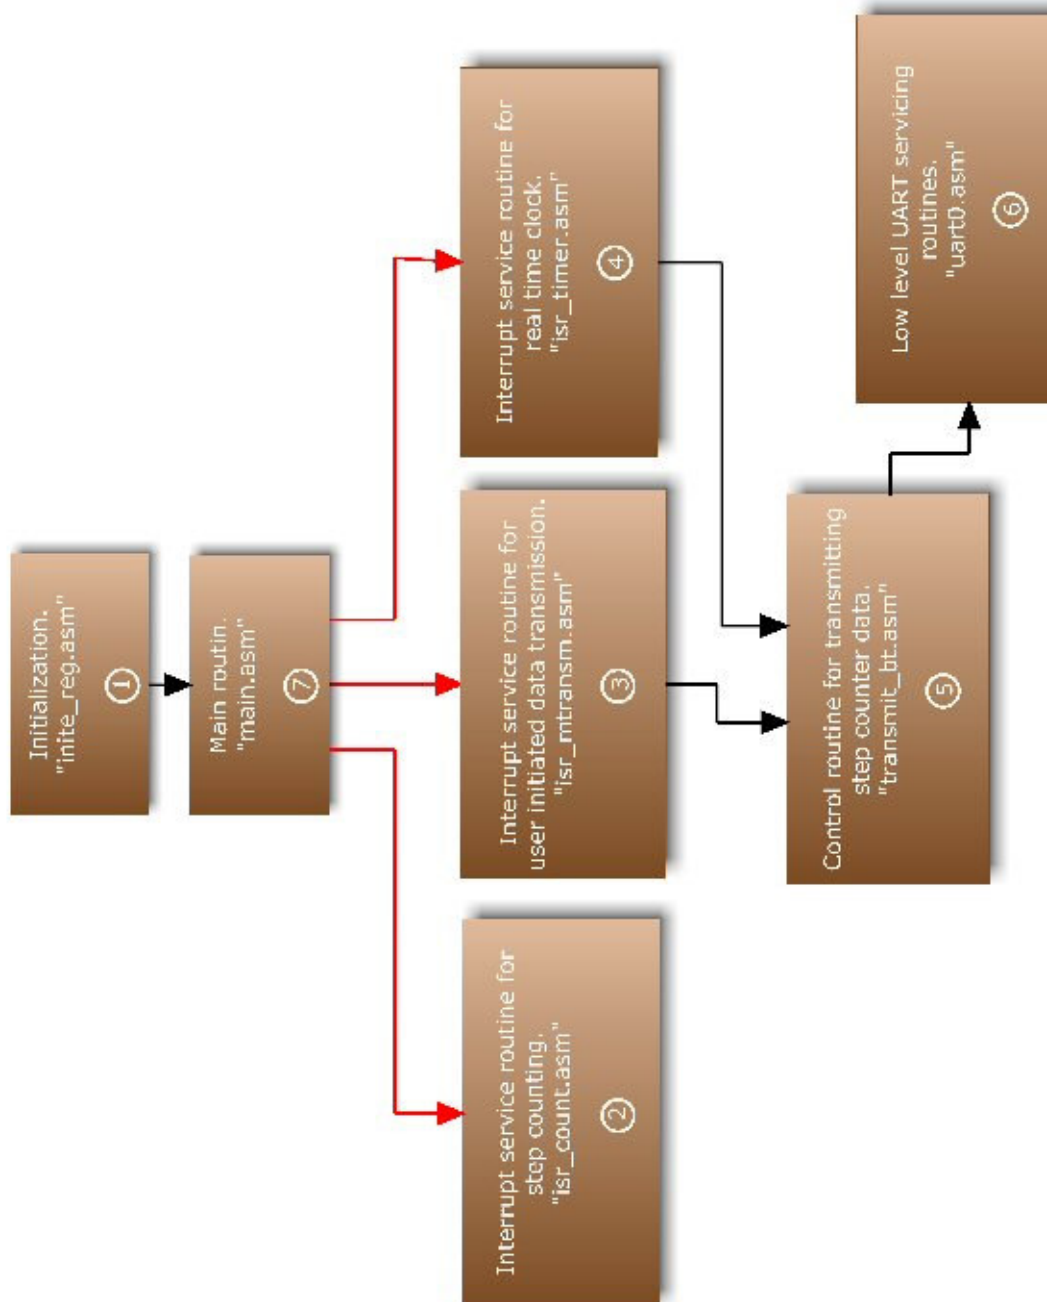 Initialization.
"inite_reg.asm"
1
Main routin.
"main.asm"
7
Interrupt service routine for
step counting.
"isr_count.asm"
2
Interrupt service routine for
user initiated data transmission.
"isr_mtransm.asm"
3
Interrupt service routine for
real time clock.
"isr_timer.asm"
4
Control routine for transmitting
step counter data.
"transmit_bt.asm"
5
Low level UART servicing
routines.
"uart0.asm"
6